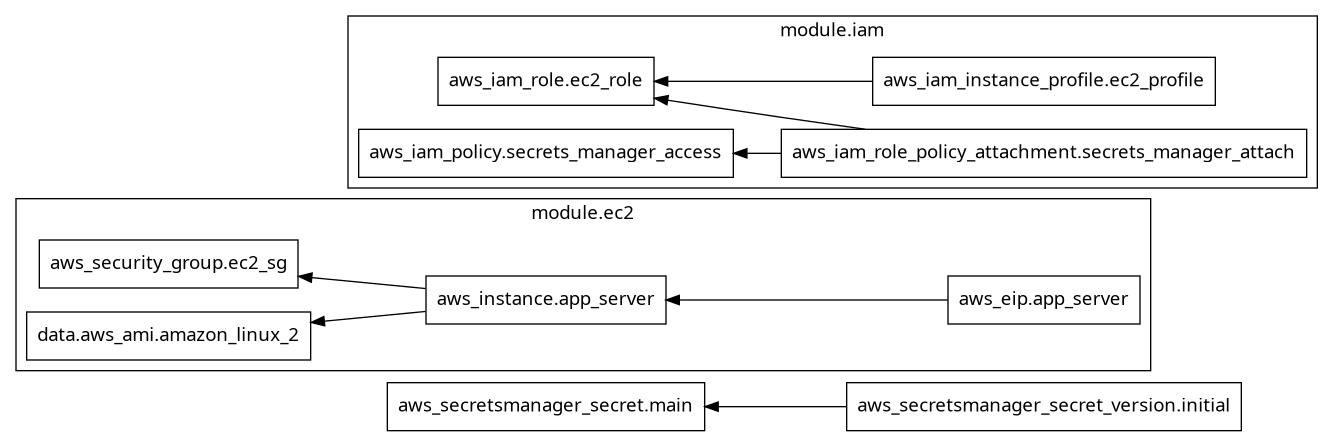 module.iam
aws_iam_role.ec2_role
aws_iam_instance_profile.ec2_profile
aws_iam_policy.secrets_manager_access
aws_iam_role_policy_attachment.secrets_manager_attach
module.ec2
aws_security_group.ec2_sg
aws_instance.app_server
aws_eip.app_server
data.aws_ami.amazon_linux_2
aws_secretsmanager_secret.main
aws_secretsmanager_secret_version.initial